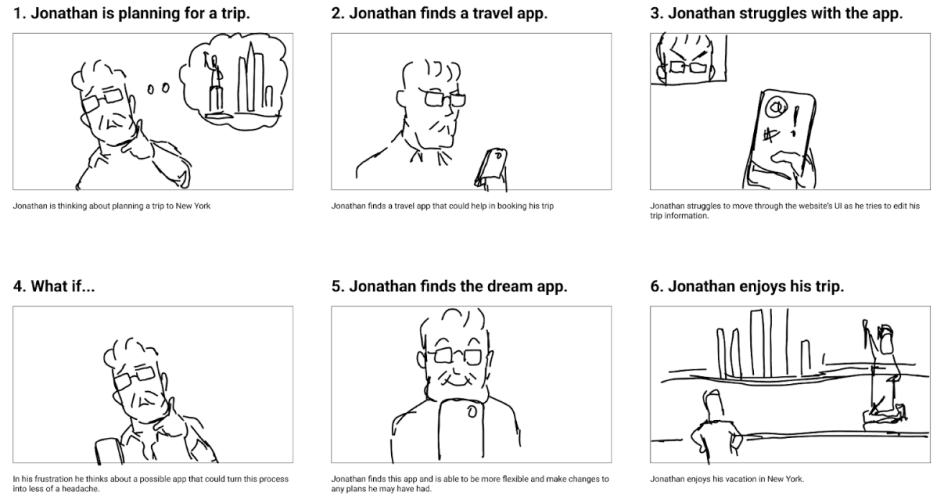 1. Jonathan is planning for a trip.
2. Jonathan finds a travel app.
3. Jonathan struggles with the app.
@ !
#
Jonathan is thinking about planning a trip to New York
Jonathan finds a travel app that could help in booking his trip
Jonathan struggles to move through the website's UI as he tries to edit his
trip information.
4. What if...
5. Jonathan finds the dream app.
6. Jonathan enjoys his trip.
In his frustration he thinks about a possible app that could turn this process
into less of a headache.
Jonathan finds this app and is able to be more flexible and make changes to
any plans he may have had.
Jonathan enjoys his vacation in New York.